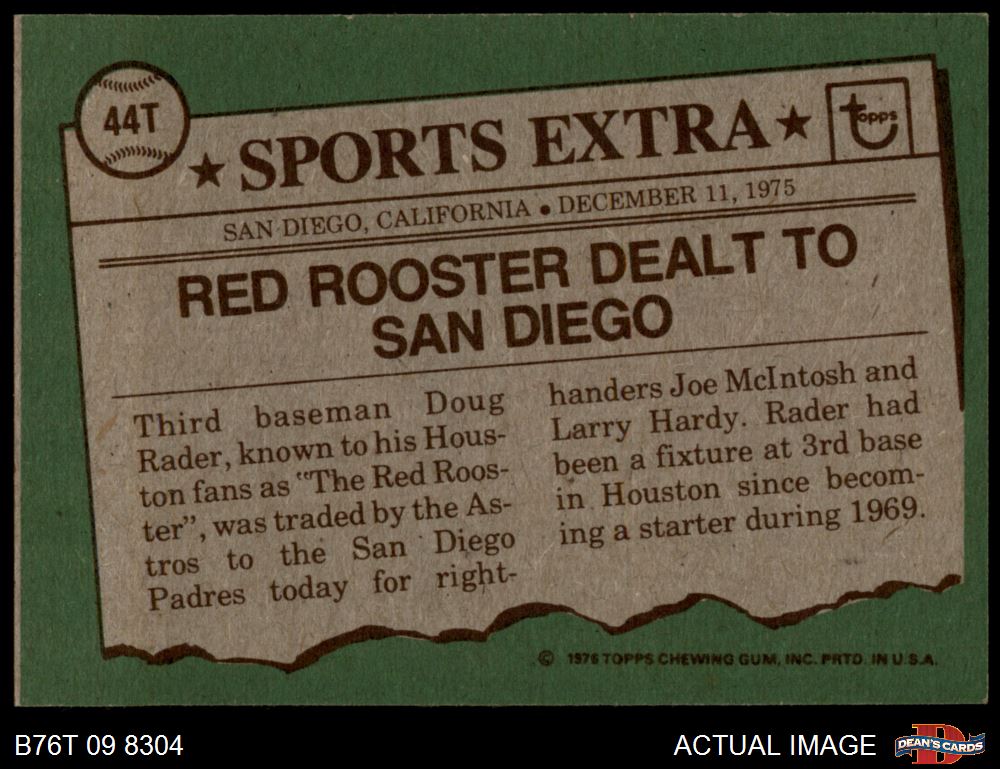 44T
★ SPORTS EXTRA ★
topps
SAN DIEGO, CALIFORNIA • DECEMBER 11, 1975
RED ROOSTER DEALT TO
SAN DIEGO
Third baseman Doug
Rader, known to his Hous-
ton fans as "The Red Roos-
ter", was traded by the As-
tros to the San Diego
Padres today for right-
handers Joe McIntosh and
Larry Hardy. Rader had
been a fixture at 3rd base
in Houston since becom-
ing a starter during 1969.
© 1976 TOPPS CHEWING GUM, INC. PRTD. IN U.S.A.
B76T 09 8304
ACTUAL IMAGE
D
DEAN'S CARDS